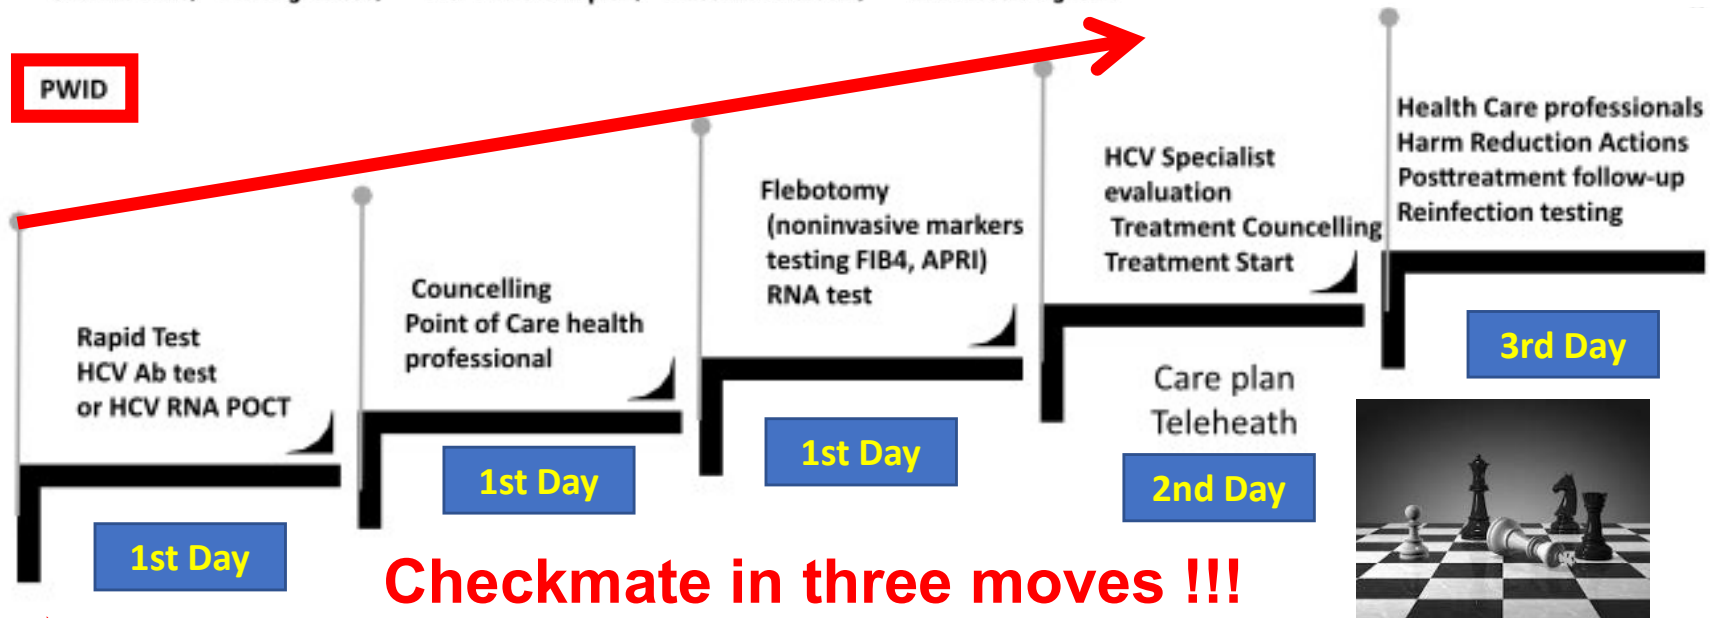 PWID
Rapid Test
HCV Ab test
or HCV RNA POCT
1st Day
Councelling
Point of Care health
professional
1st Day
Flebotomy
(noninvasive markers
testing FIB4, APRI)
RNA test
1st Day
HCV Specialist
evaluation
Treatment Councelling
Treatment Start
Care plan
Teleheath
2nd Day
Health Care professionals
Harm Reduction Actions
Posttreatment follow-up
Reinfection testing
3rd Day
Checkmate in three moves !!!